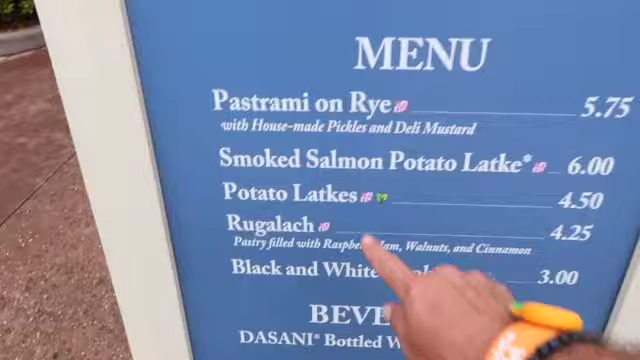 MENU
Pastrami on Rye 5.75
with House-made Pickles and Deli Mustard
Smoked Salmon Potato Latke* 6.00
Potato Latkes 4.50
Rugalach 4.25
Pastry filled with Jam, Walnuts, and Cinnamon
Black and White 3.00
DASANI® Bottled